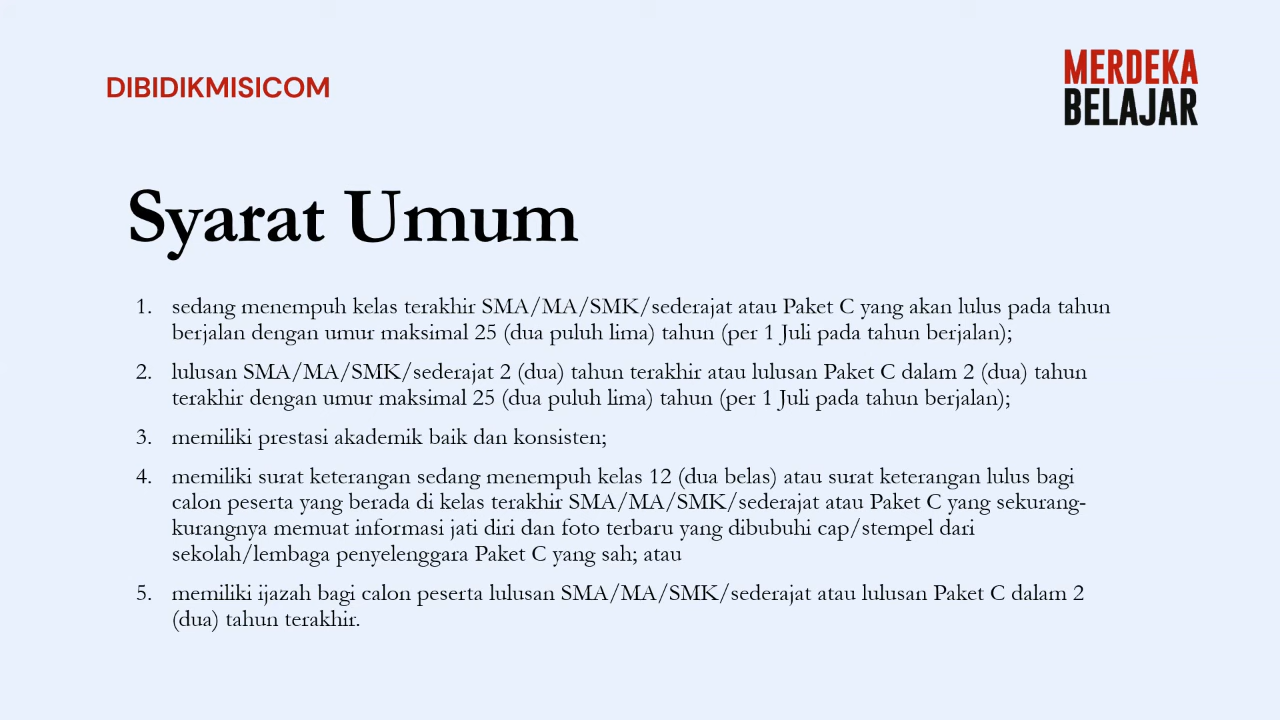 DIBIDIKMISICOM
MERDEKA
BELAJAR
Syarat Umum
1. sedang menempuh kelas terakhir SMA/MA/SMK/sederajat atau Paket C yang akan lulus pada tahun
berjalan dengan umur maksimal 25 (dua puluh lima) tahun (per 1 Juli pada tahun berjalan);
2. lulusan SMA/MA/SMK/sederajat 2 (dua) tahun terakhir atau lulusan Paket C dalam 2 (dua) tahun
terakhir dengan umur maksimal 25 (dua puluh lima) tahun (per 1 Juli pada tahun berjalan);
3. memiliki prestasi akademik baik dan konsisten;
4. memiliki surat keterangan sedang menempuh kelas 12 (dua belas) atau surat keterangan lulus bagi
calon peserta yang berada di kelas terakhir SMA/MA/SMK/sederajat atau Paket C yang sekurang-
kurangnya memuat informasi jati diri dan foto terbaru yang dibubuhi cap/stempel dari
sekolah/lembaga penyelenggara Paket C yang sah; atau
5. memiliki ijazah bagi calon peserta lulusan SMA/MA/SMK/sederajat atau lulusan Paket C dalam 2
(dua) tahun terakhir.